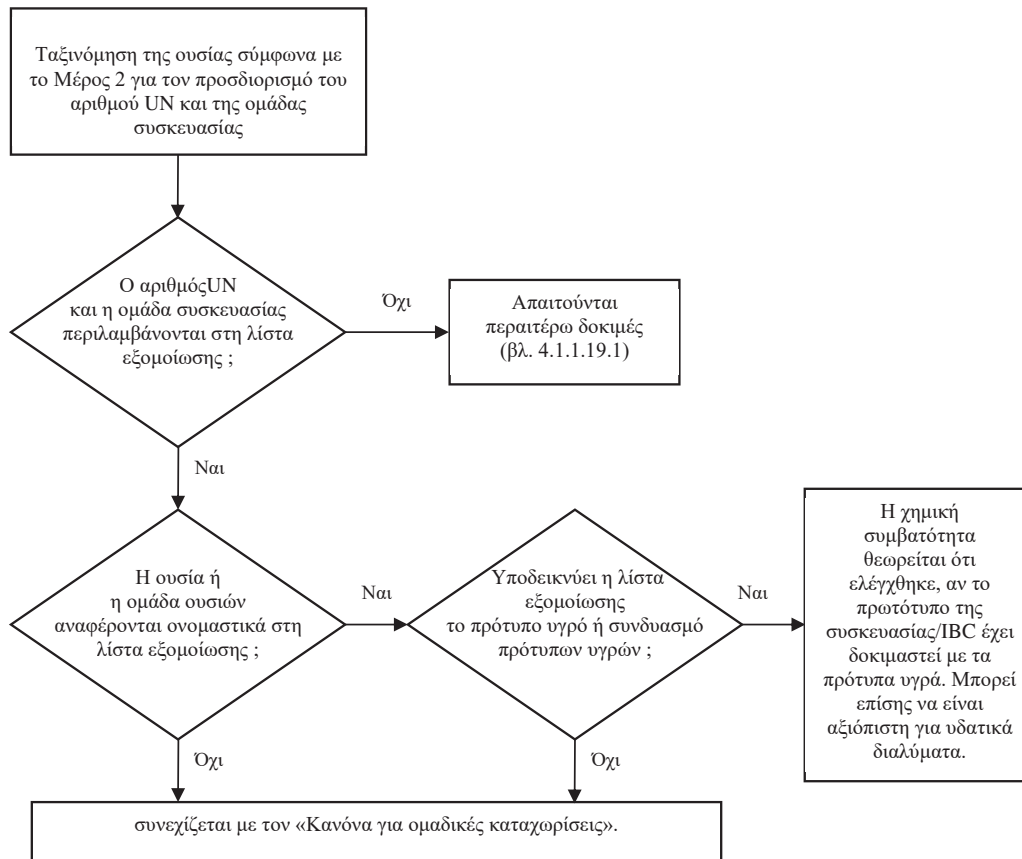 Ταξινόμηση της ουσίας σύμφωνα με
το Μέρος 2 για τον προσδιορισμό του
αριθμού UN και της ομάδας
συσκευασίας
Ο αριθμόςUN
και η ομάδα συσκευασίας
περιλαμβάνονται στη λίστα
εξομοίωσης ;
Όχι
Απαιτούνται
περαιτέρω δοκιμές
(βλ. 4.1.1.19.1)
Ναι
Η ουσία ή
η ομάδα ουσιών
αναφέρονται ονομαστικά στη
λίστα εξομοίωσης ;
Ναι
Υποδεικνύει η λίστα
εξομοίωσης
το πρότυπο υγρό ή συνδυασμό
πρότυπων υγρών ;
Ναι
Η χημική
συμβατότητα
θεωρείται ότι
ελέγχθηκε, αν το
πρωτότυπο της
συσκευασίας/IBC έχει
δοκιμαστεί με τα
πρότυπα υγρά. Μπορεί
επίσης να είναι
αξιόπιστη για υδατικά
διαλύματα.
Όχι
Όχι
συνεχίζεται με τον «Κανόνα για ομαδικές καταχωρίσεις».